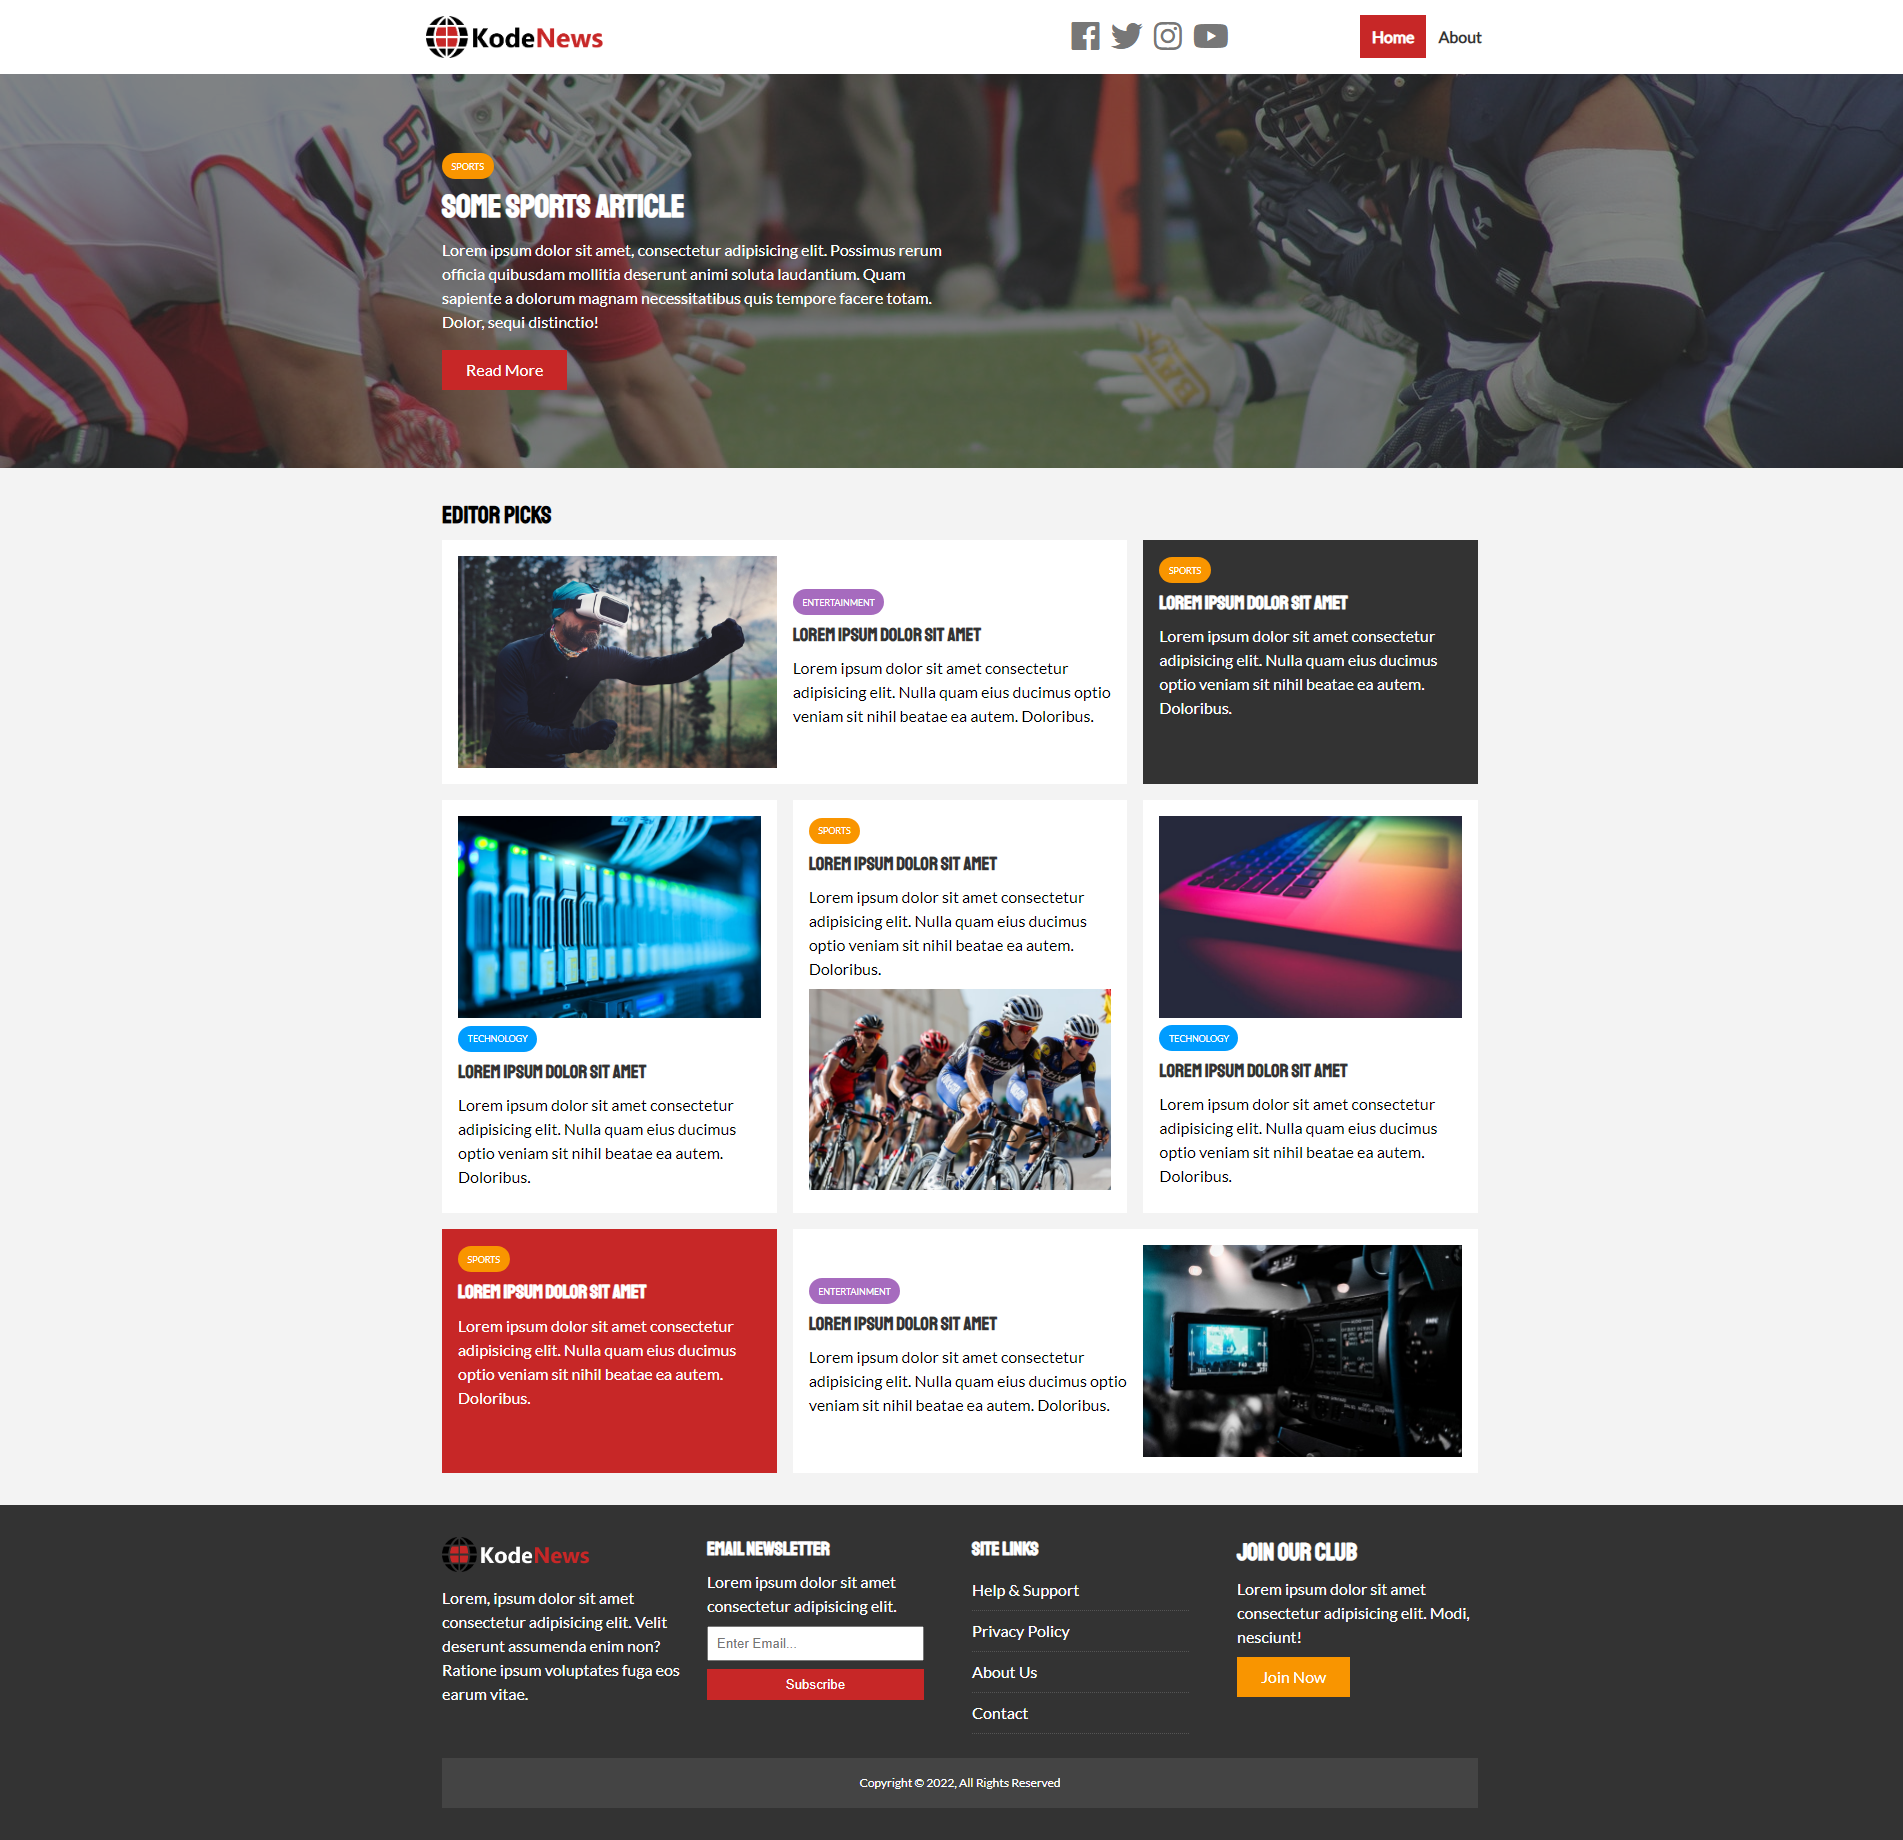 KodeNews
Home About
SPORTS
SOME SPORTS ARTICLE
Lorem ipsum dolor sit amet, consectetur adipisicing elit. Possimus rerum
officia quibusdam mollitia deserunt animi soluta laudantium. Quam
sapiente a dolorum magnam necessitatibus quis tempore facere totam.
Dolor, sequi distinctio!
Read More
EDITOR PICKS
ENTERTAINMENT
LOREM IPSUM DOLOR SIT AMET
Lorem ipsum dolor sit amet consectetur
adipisicing elit. Nulla quam eius ducimus optio
veniam sit nihil beatae ea autem. Doloribus.
SPORTS
LOREM IPSUM DOLOR SIT AMET
Lorem ipsum dolor sit amet consectetur
adipisicing elit. Nulla quam eius ducimus
optio veniam sit nihil beatae ea autem.
Doloribus.
TECHNOLOGY
LOREM IPSUM DOLOR SIT AMET
Lorem ipsum dolor sit amet consectetur
adipisicing elit. Nulla quam eius ducimus
optio veniam sit nihil beatae ea autem.
Doloribus.
SPORTS
LOREM IPSUM DOLOR SIT AMET
Lorem ipsum dolor sit amet consectetur
adipisicing elit. Nulla quam eius ducimus
optio veniam sit nihil beatae ea autem.
Doloribus.
TECHNOLOGY
LOREM IPSUM DOLOR SIT AMET
Lorem ipsum dolor sit amet consectetur
adipisicing elit. Nulla quam eius ducimus
optio veniam sit nihil beatae ea autem.
Doloribus.
SPORTS
LOREM IPSUM DOLOR SIT AMET
Lorem ipsum dolor sit amet consectetur
adipisicing elit. Nulla quam eius ducimus
optio veniam sit nihil beatae ea autem.
Doloribus.
ENTERTAINMENT
LOREM IPSUM DOLOR SIT AMET
Lorem ipsum dolor sit amet consectetur
adipisicing elit. Nulla quam eius ducimus optio
veniam sit nihil beatae ea autem. Doloribus.
KodeNews
Lorem, ipsum dolor sit amet
consectetur adipisicing elit. Velit
deserunt assumenda enim non?
Ratione ipsum voluptates fuga eos
earum vitae.
EMAIL NEWSLETTER
Lorem ipsum dolor sit amet
consectetur adipisicing elit.
Enter Email...
Subscribe
SITE LINKS
Help & Support
Privacy Policy
About Us
Contact
JOIN OUR CLUB
Lorem ipsum dolor sit amet
consectetur adipisicing elit. Modi,
nesciunt!
Join Now
Copyright © 2022, All Rights Reserved